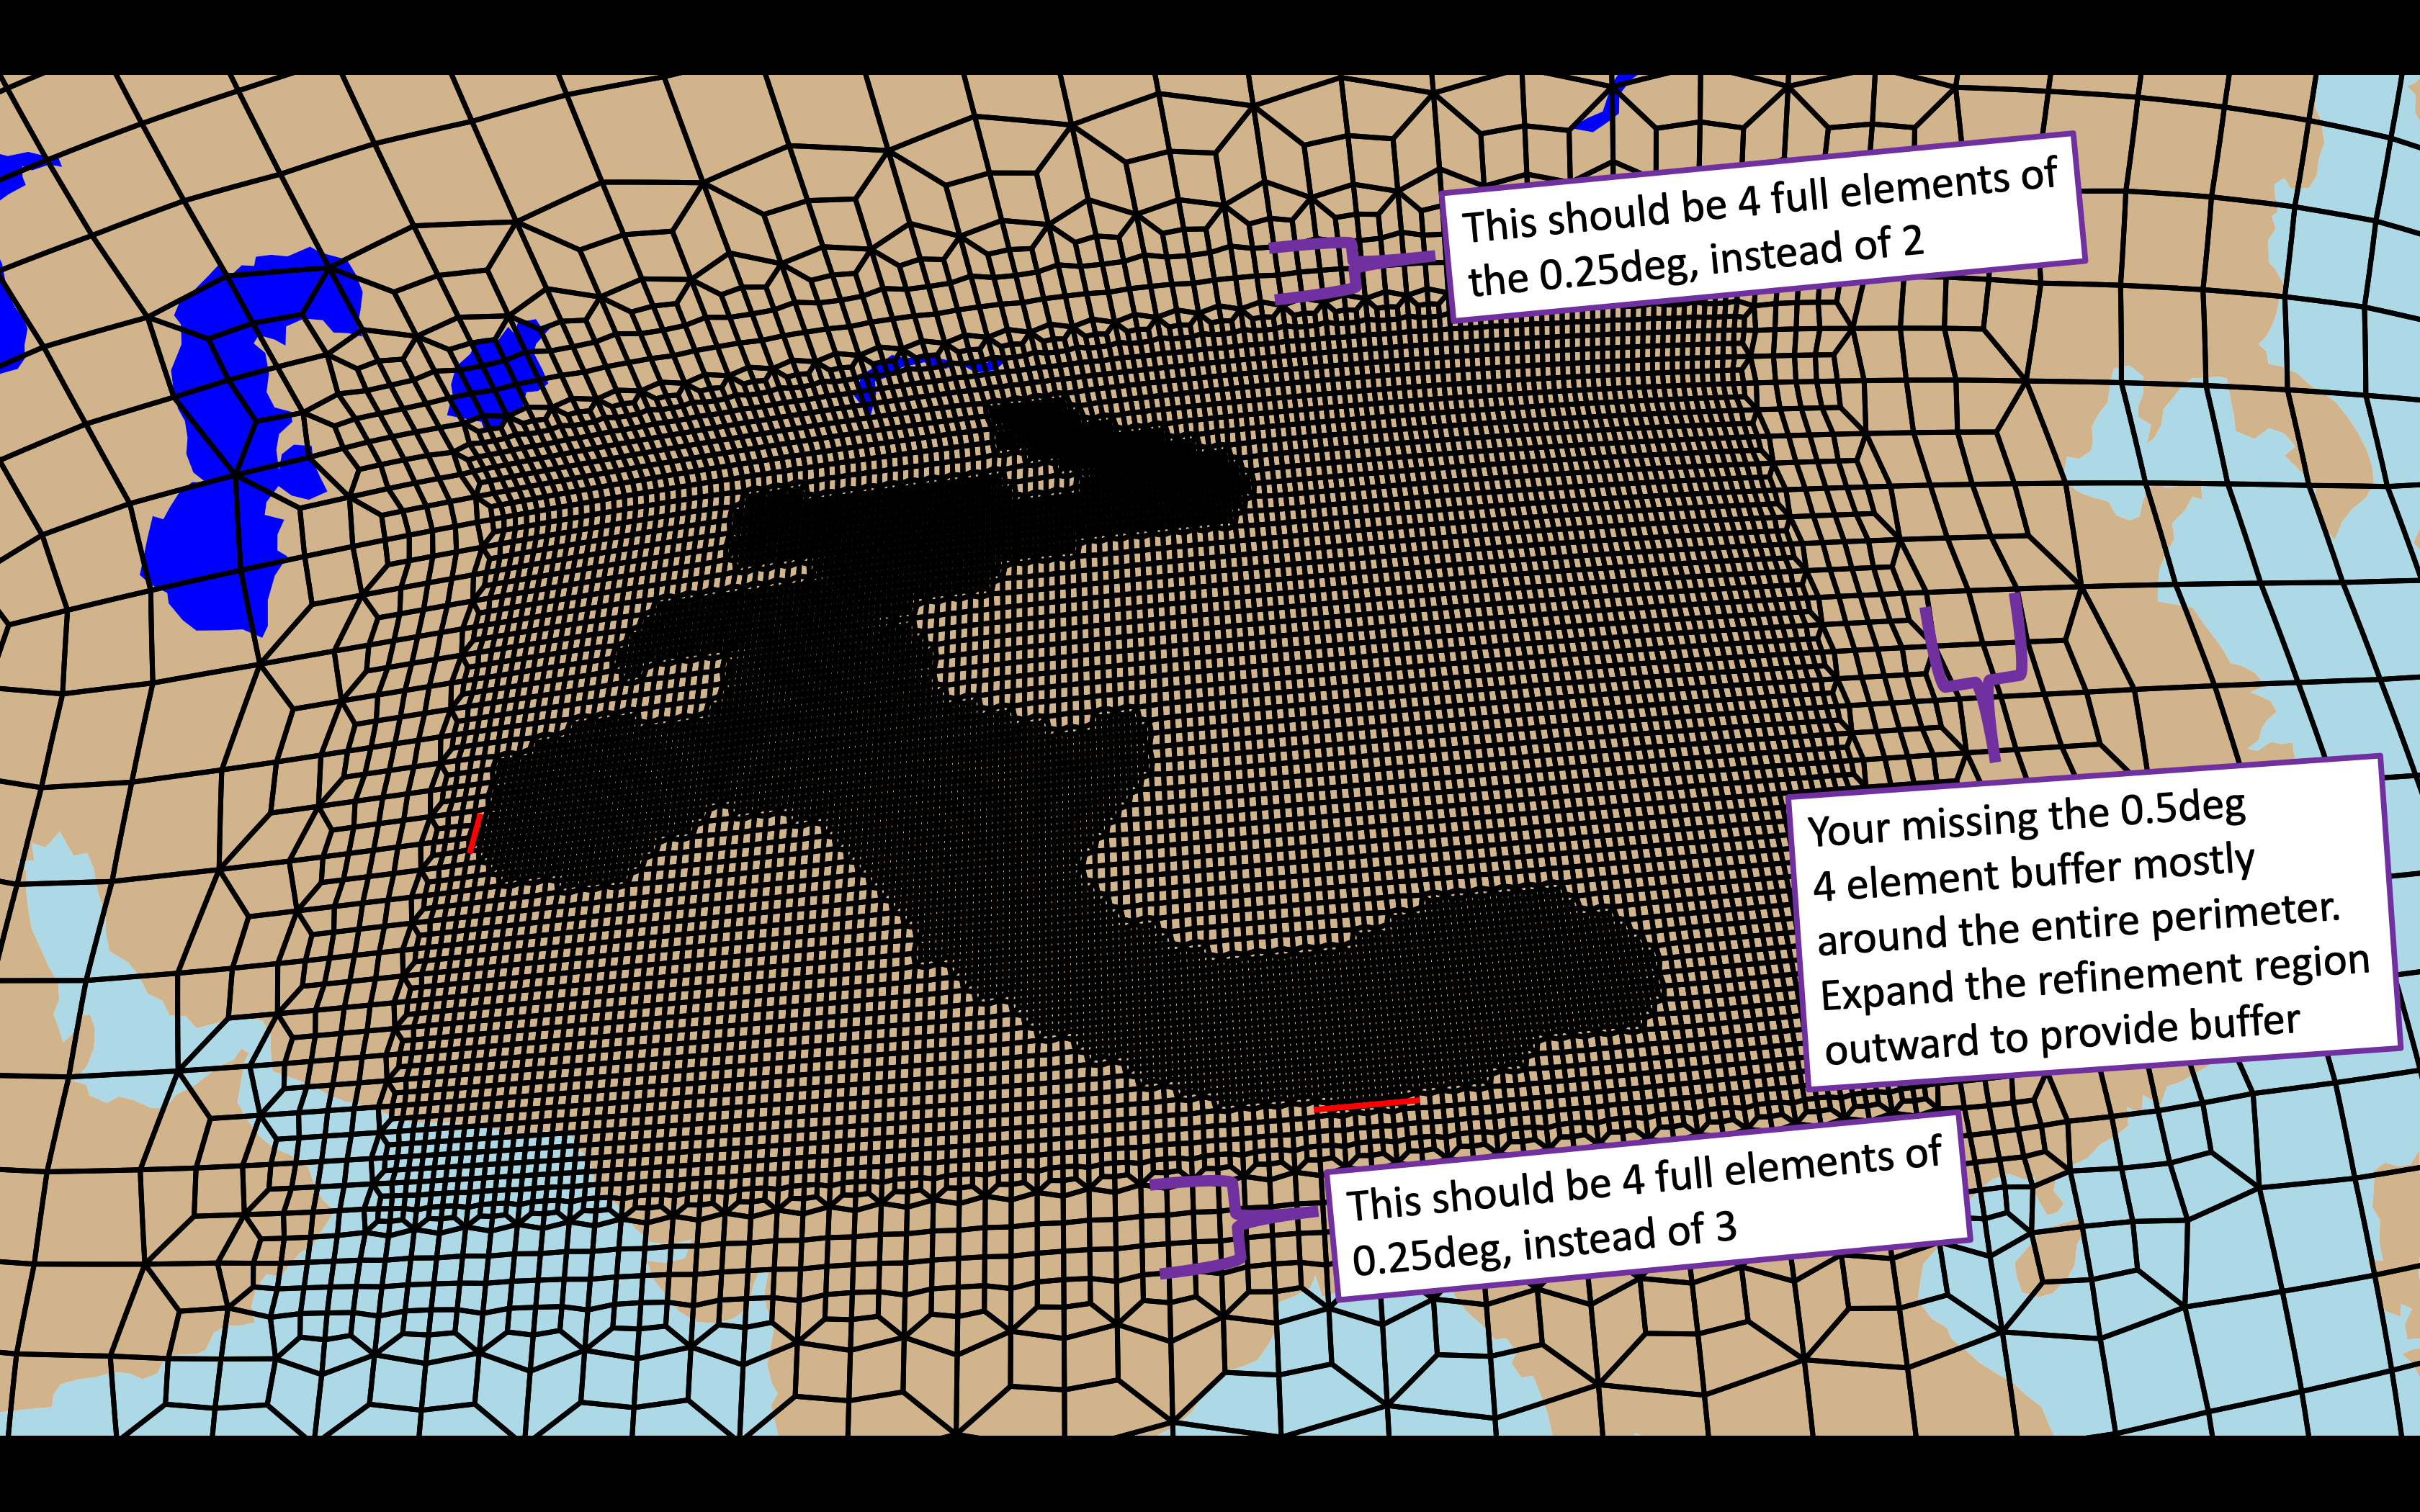 This should be 4 full elements of
the 0.25deg, instead of 2
Your missing the 0.5deg
4 element buffer mostly
around the entire perimeter.
Expand the refinement region
outward to provide buffer
This should be 4 full elements of
0.25deg, instead of 3